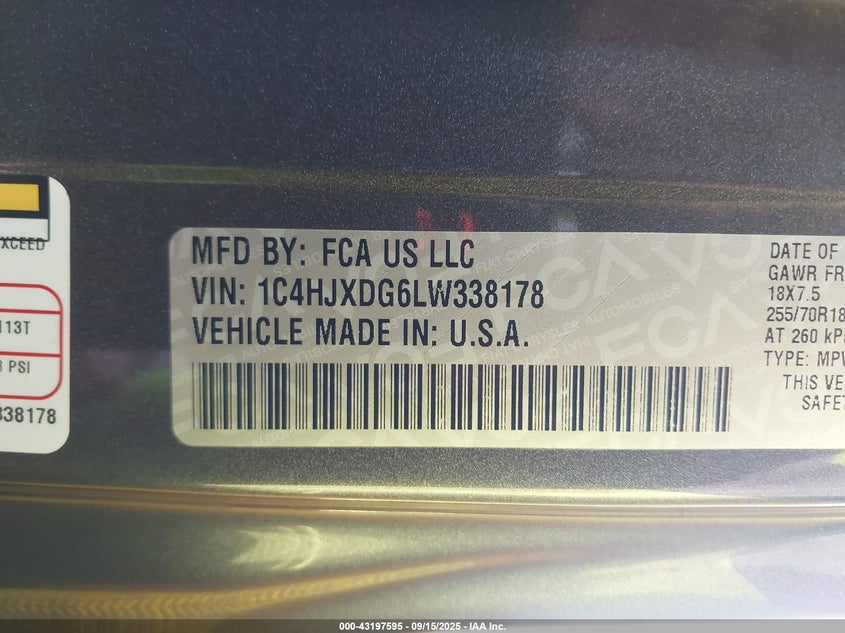 XCEED
113T
3 PSI
338178
MFD BY: FCA US LLC
VIN: 1C4HJXDG6LW338178
VEHICLE MADE IN: U.S.A.
DATE OF
GAWR FR
18X7.5
255/70R18
AT 260 kPa
TYPE: MPV
THIS VE
SAFET
000-43197595 - 09/15/2025 - IAA Inc.